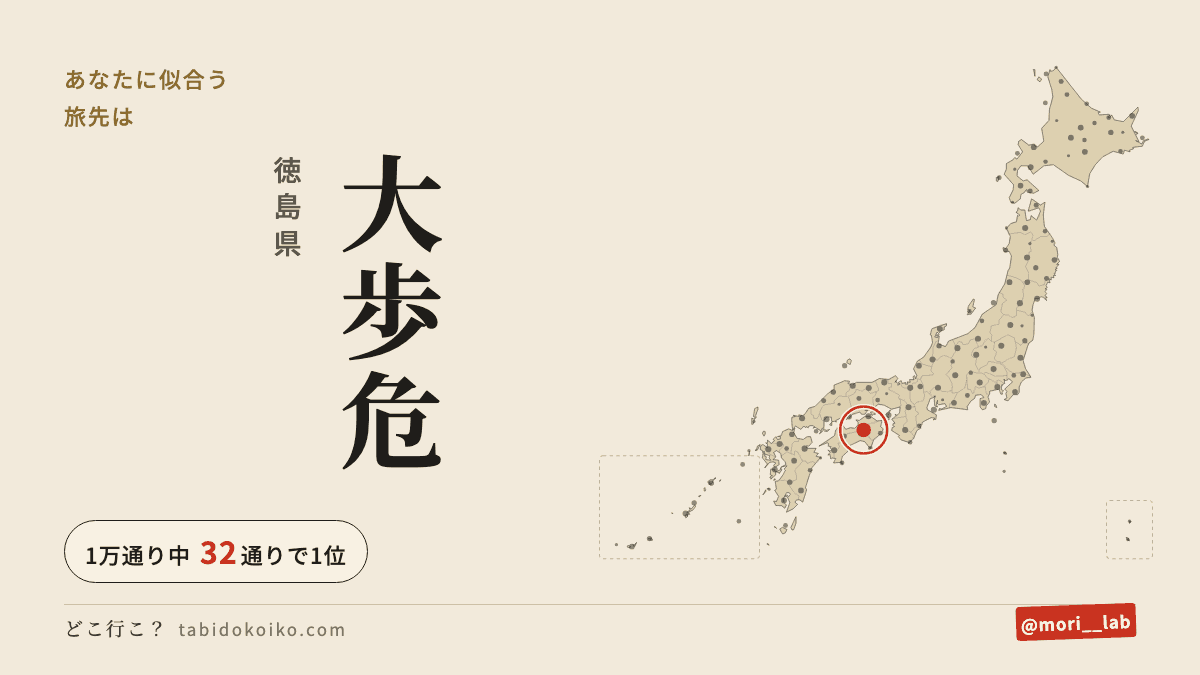 あなたに似合う
旅先は
大歩危
徳島県
1万通り中 32通りで1位
どこ行こ？ tabidokoiko.com
@mori__lab